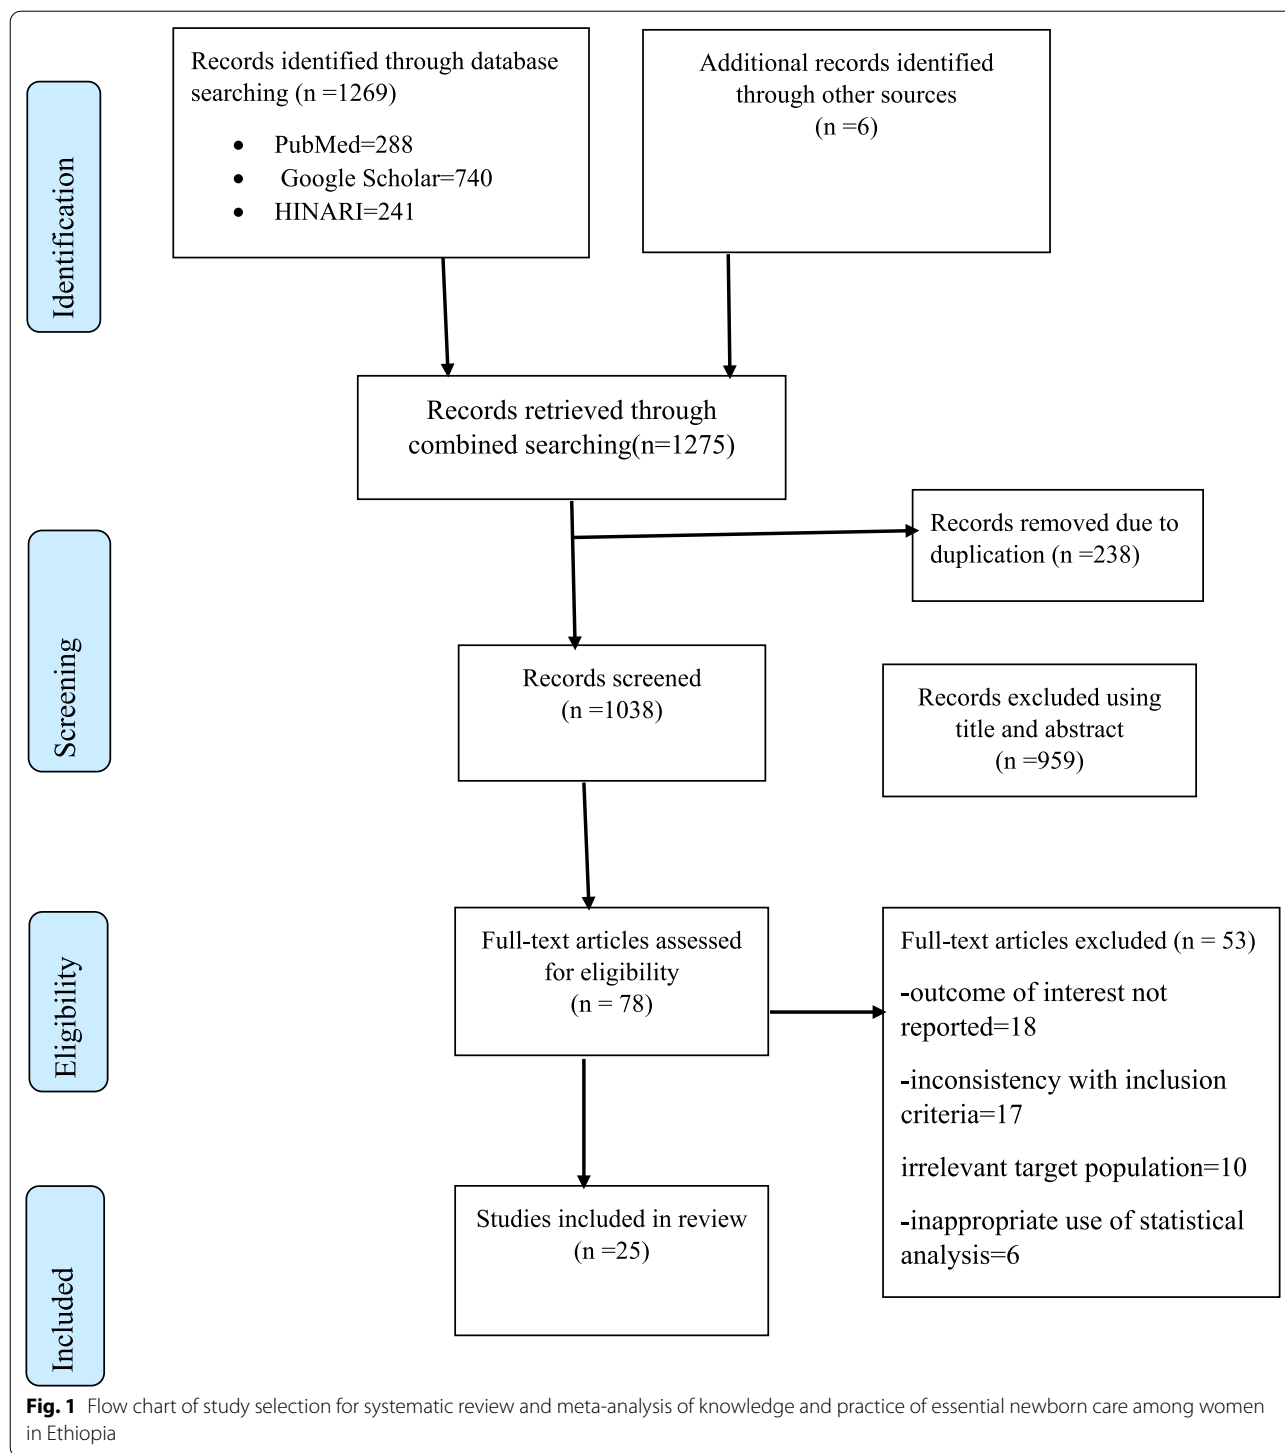 Records identified through database
searching (n =1269)
• PubMed=288
• Google Scholar=740
• HINARI=241
Additional records identified
through other sources
(n =6)
Identification
Records retrieved through
combined searching(n=1275)
Records removed due to
duplication (n =238)
Screening
Records screened
(n =1038)
Records excluded using
title and abstract
(n =959)
Eligibility
Full-text articles assessed
for eligibility
(n = 78)
Full-text articles excluded (n = 53)
-outcome of interest not
reported=18
-inconsistency with inclusion
criteria=17
irrelevant target population=10
-inappropriate use of statistical
analysis=6
Included
Studies included in review
(n =25)
Fig. 1 Flow chart of study selection for systematic review and meta-analysis of knowledge and practice of essential newborn care among women
in Ethiopia